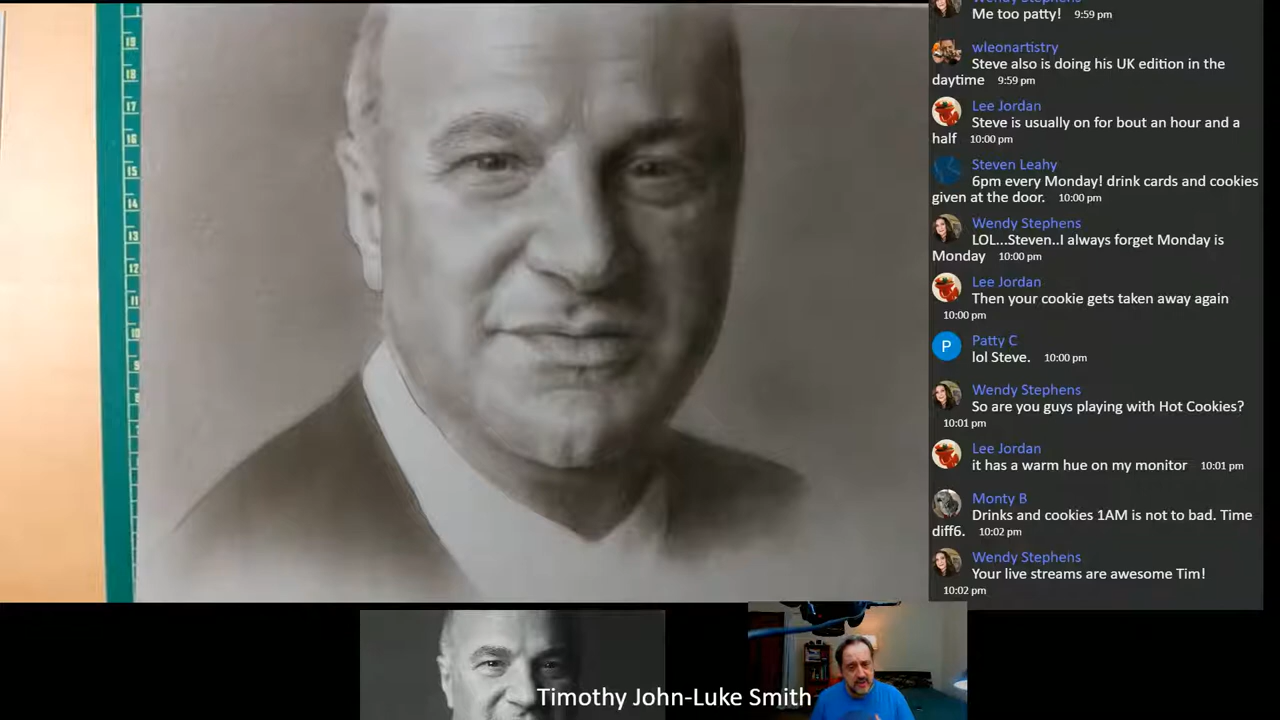 19
18
17
16
15
14
13
12
11
10
Wendy Stephens
Me too patty! 9:59 pm
wleonartistry
Steve also is doing his UK edition in the
daytime 9:59 pm
Lee Jordan
Steve is usually on for bout an hour and a
half 10:00 pm
Steven Leahy
6pm every Monday! drink cards and cookies
given at the door. 10:00 pm
Wendy Stephens
LOL...Steven..I always forget Monday is
Monday 10:00 pm
Lee Jordan
Then your cookie gets taken away again
10:00 pm
P
Patty C
lol Steve. 10:00 pm
Wendy Stephens
So are you guys playing with Hot Cookies?
10:01 pm
Lee Jordan
it has a warm hue on my monitor 10:01 pm
Monty B
Drinks and cookies 1AM is not to bad. Time
diff6. 10:02 pm
Wendy Stephens
Your live streams are awesome Tim!
10:02 pm
Timothy John-Luke Smith